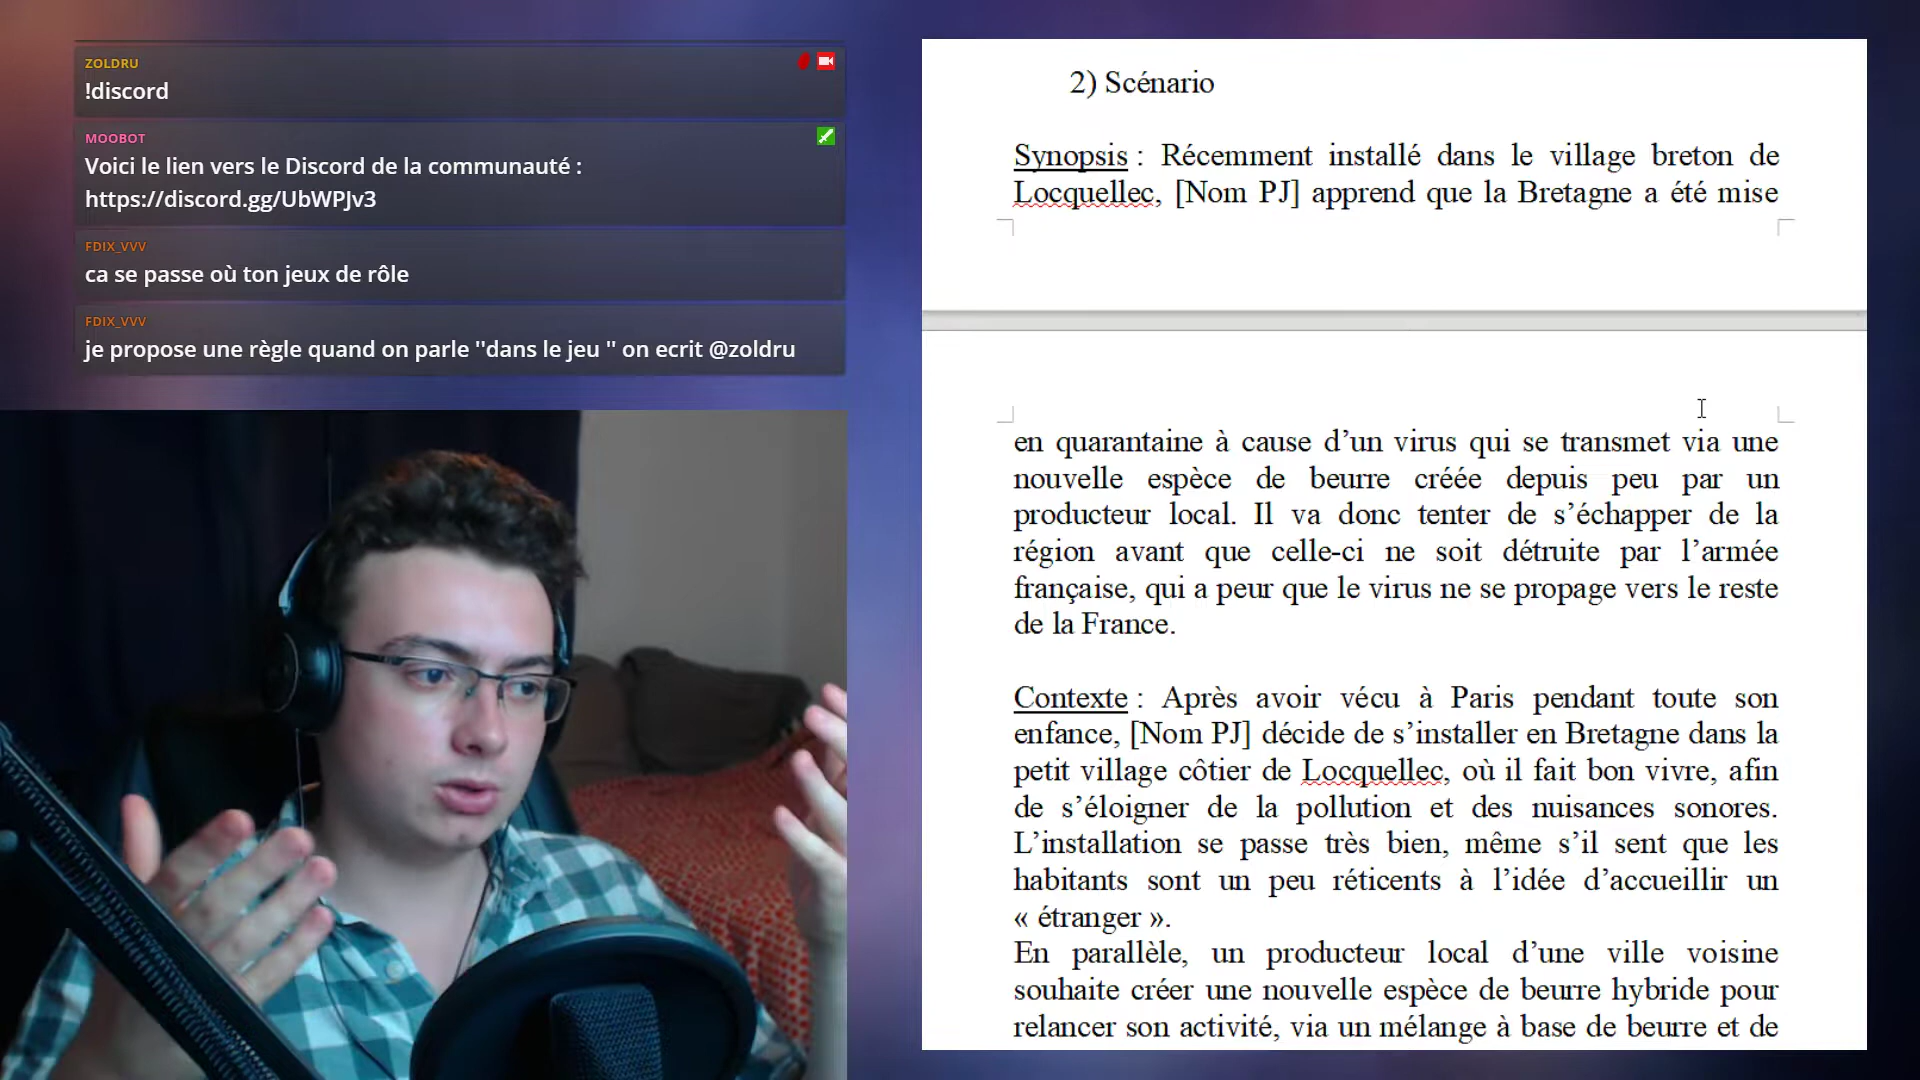 ZOLDRU
!discord
MOOBOT
Voici le lien vers le Discord de la communauté :
https://discord.gg/UbWPJv3
FDIX_VVV
ca se passe où ton jeux de rôle
FDIX_VVV
je propose une règle quand on parle ''dans le jeu '' on ecrit @zoldru
2) Scénario
Synopsis : Récemment installé dans le village breton de
Locquellec, [Nom PJ] apprend que la Bretagne a été mise
en quarantaine à cause d’un virus qui se transmet via une
nouvelle espèce de beurre créée depuis peu par un
producteur local. Il va donc tenter de s’échapper de la
région avant que celle-ci ne soit détruite par l’armée
française, qui a peur que le virus ne se propage vers le reste
de la France.
Contexte : Après avoir vécu à Paris pendant toute son
enfance, [Nom PJ] décide de s’installer en Bretagne dans la
petit village côtier de Locquellec, où il fait bon vivre, afin
de s’éloigner de la pollution et des nuisances sonores.
L’installation se passe très bien, même s’il sent que les
habitants sont un peu réticents à l’idée d’accueillir un
« étranger ».
En parallèle, un producteur local d’une ville voisine
souhaite créer une nouvelle espèce de beurre hybride pour
relancer son activité, via un mélange à base de beurre et de